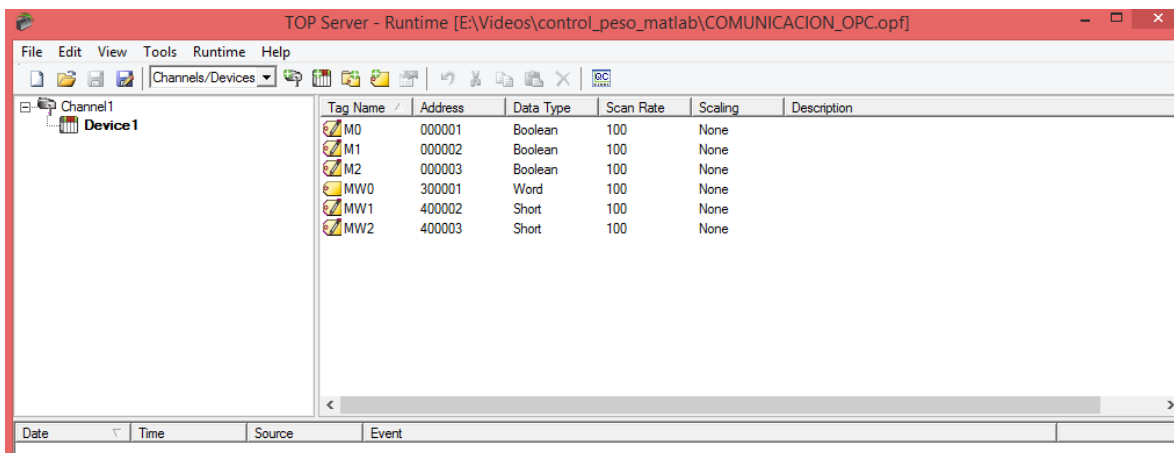 TOP Server - Runtime [E:\Videos\control_peso_matlab\COMUNICACION_OPC.opf]
File Edit View Tools Runtime Help
Channels/Devices QC
Channel1
Device1
Tag Name Address Data Type Scan Rate Scaling Description
M0 000001 Boolean 100 None
M1 000002 Boolean 100 None
M2 000003 Boolean 100 None
MW0 300001 Word 100 None
MW1 400002 Short 100 None
MW2 400003 Short 100 None
Date Time Source Event